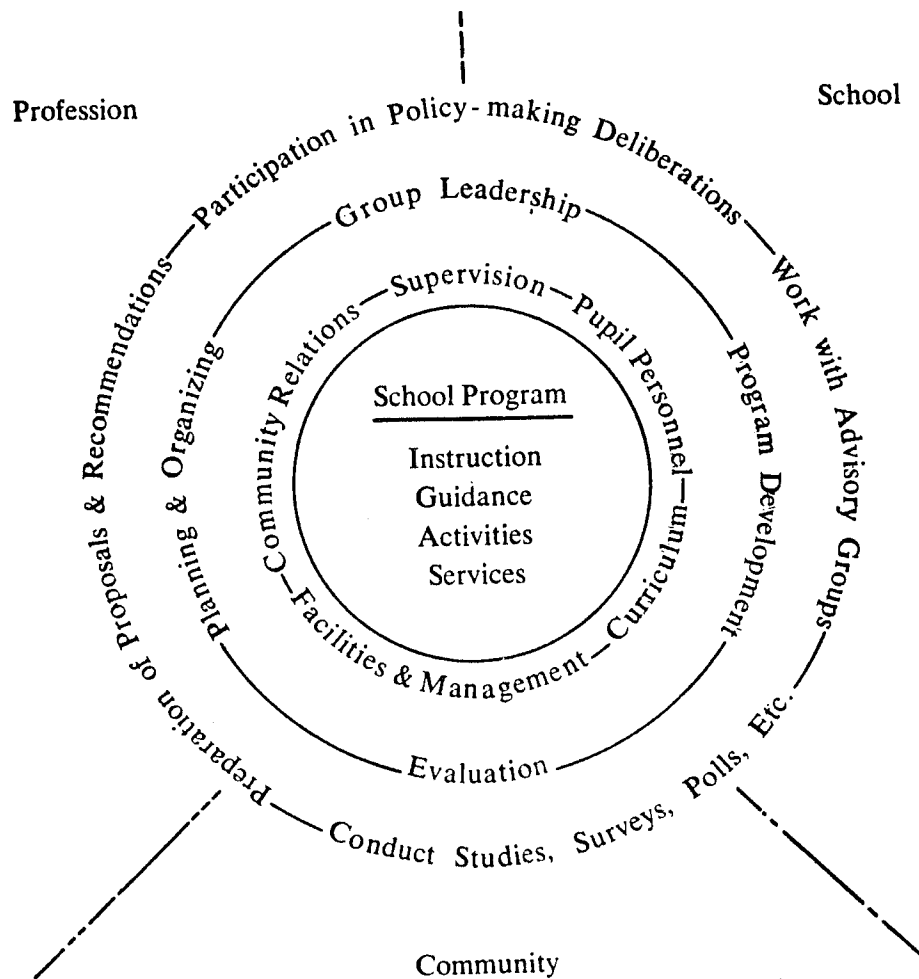 Profession
School
Participation in Policy-making Deliberations
Work with Advisory Groups
Conduct Studies, Surveys, Polls, Etc.
Preparation of Proposals & Recommendations
Group Leadership
Program Development
Evaluation
Planning & Organizing
Supervision
Pupil Personnel
Curriculum
Facilities & Management
Community Relations
School Program
Instruction
Guidance
Activities
Services
Community